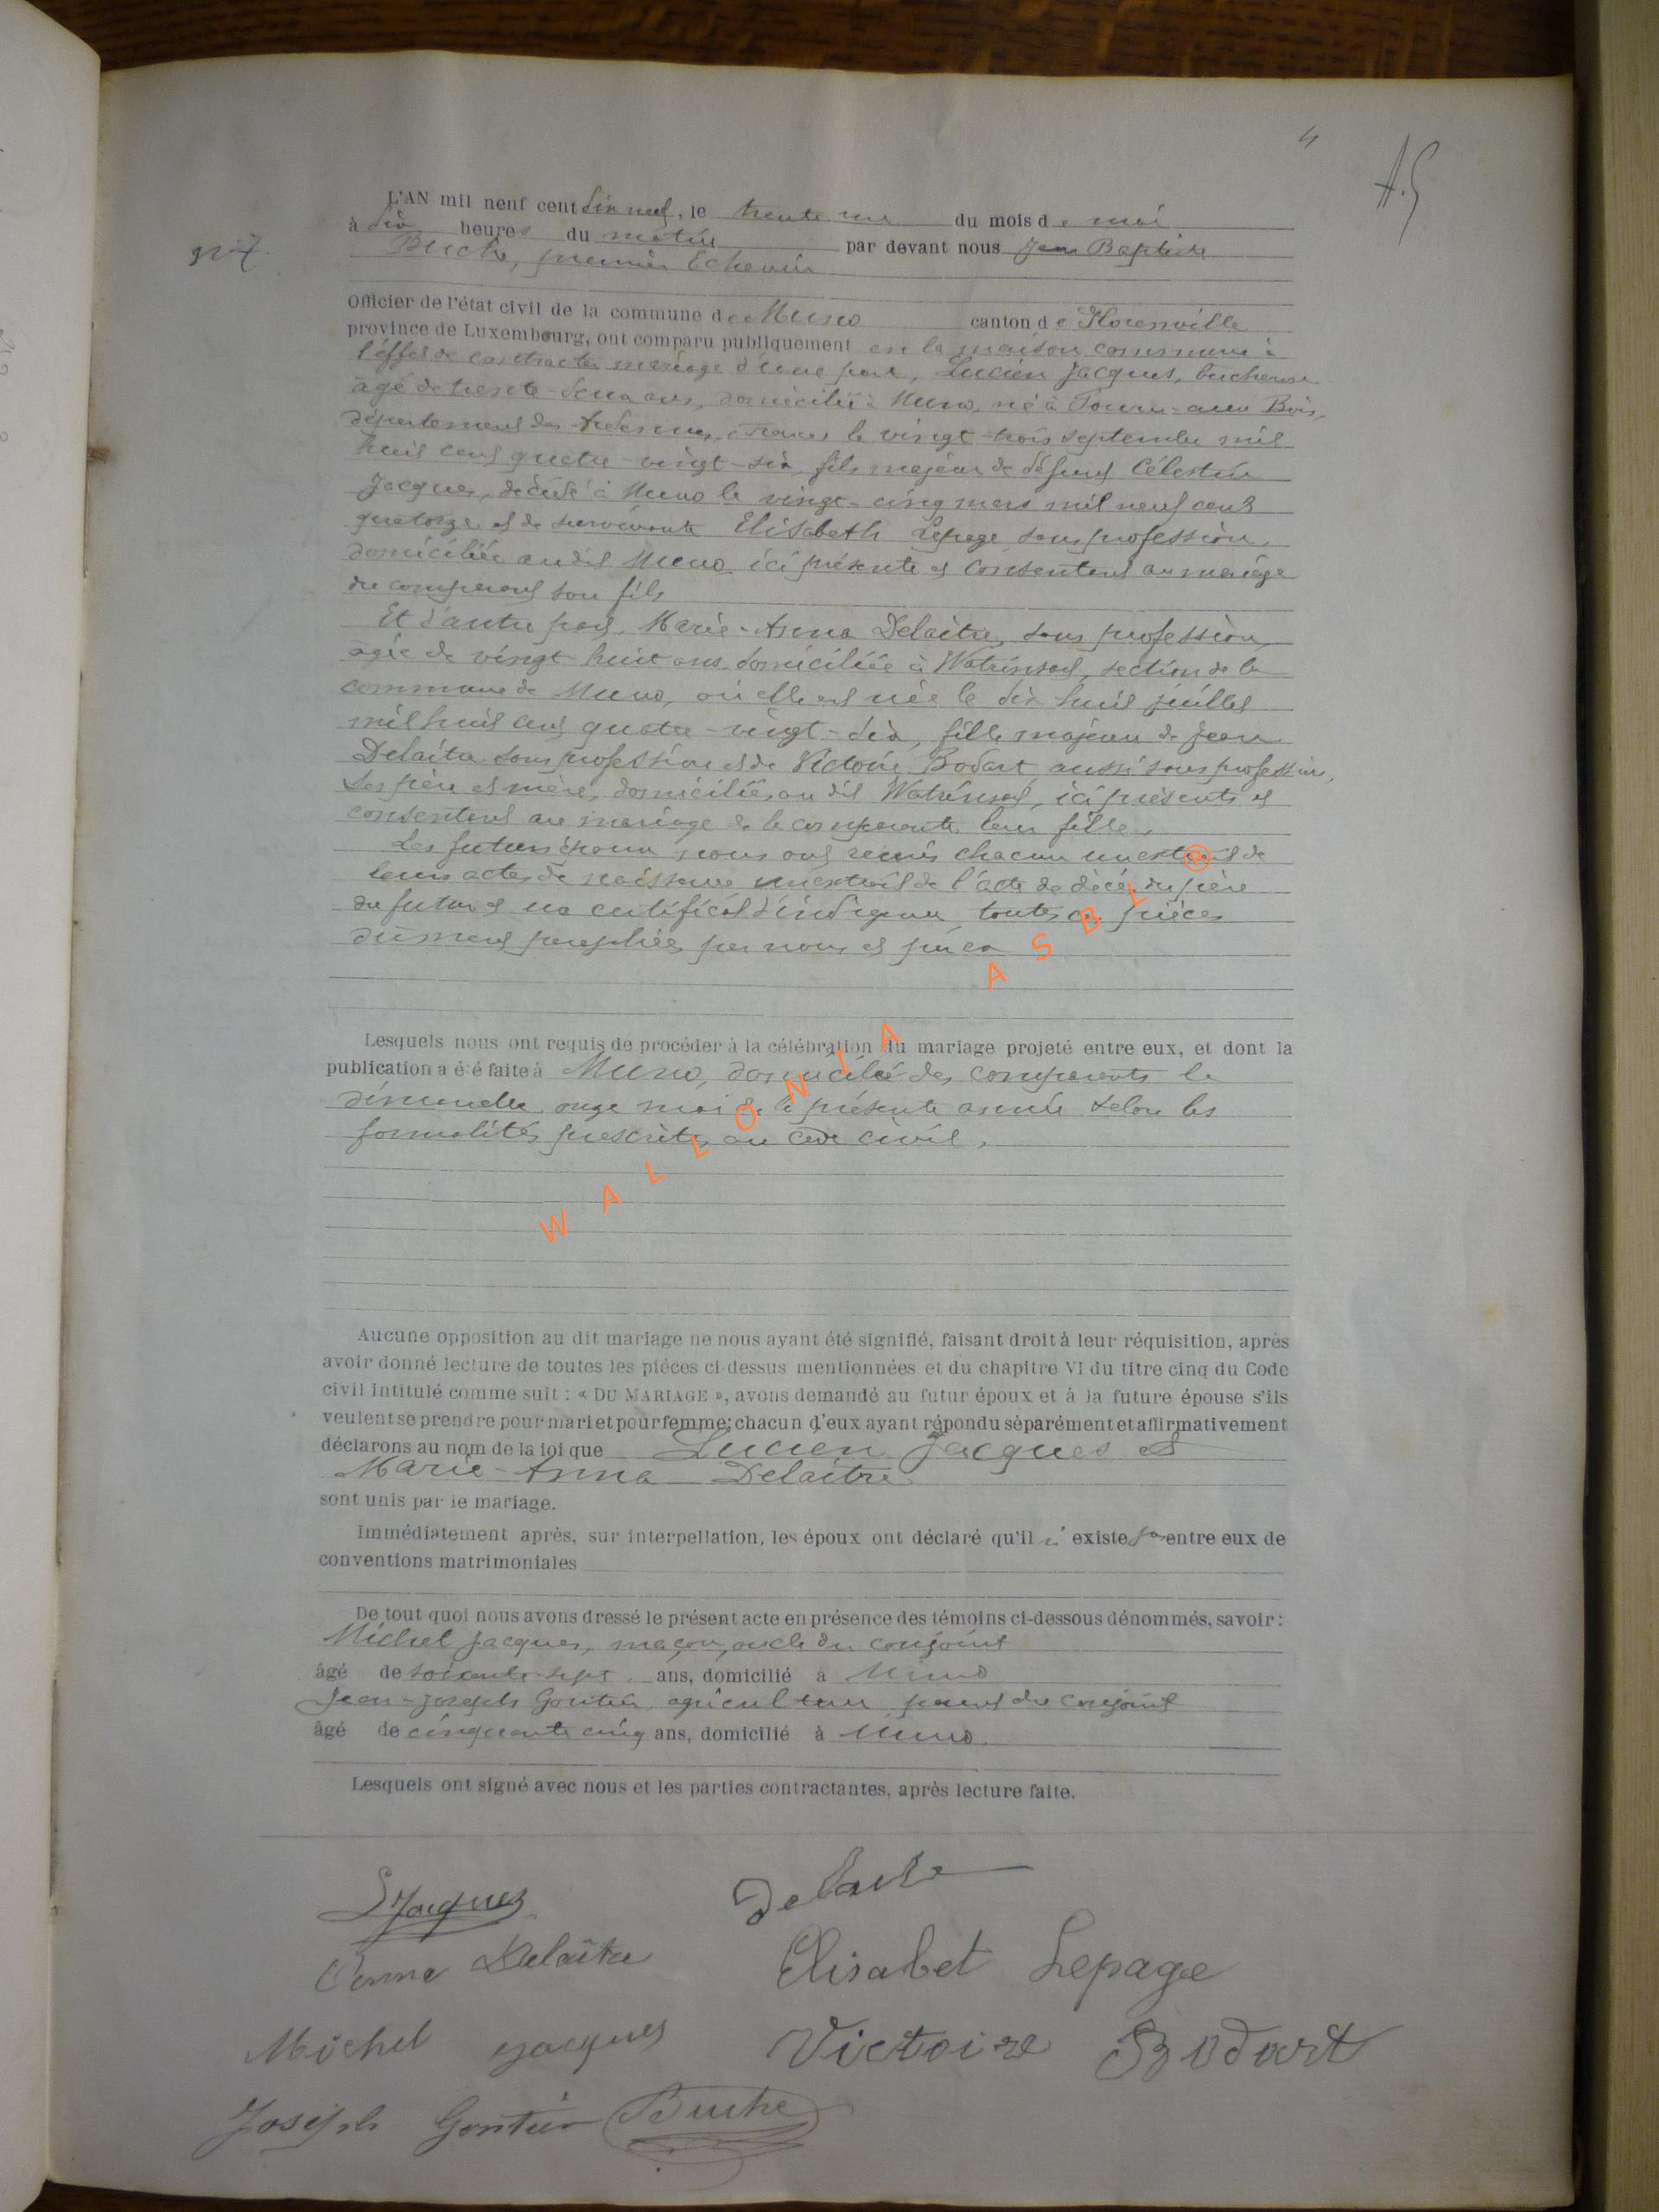 4
A.S
L'AN mil neuf cent dix neuf, le trente un du mois de mai
à dix heures du matin par devant nous Jean Baptiste
n° 7
Buche, premier Echevin
Officier de l'état civil de la commune de Muno canton de Florenville
province de Luxembourg, ont comparu publiquement en la maison commune à
l'effet de contracter mariage d'une part, Lucien Jacques, bucheron
âgé de trente-deux ans, domicilié à Muno, né à Pouru-aux Bois,
département des Ardennes, France, le vingt-trois septembre mil
huit cent quatre-vingt-six, fils majeur de défunt Célestin
Jacques, décédé à Muno le vingt-cinq mars mil neuf cent
quatorze et de survivante Elisabeth Lepage, sans profession,
domiciliée au dit Muno, ici présente et consentant au mariage
du comparant son fils
Et d'autre part, Marie-Anna Delaitre, sans profession,
âgée de vingt-huit ans, domiciliée à Watrinsart, section de la
commune de Muno, où elle est née le dix huit juillet
mil huit cent quatre-vingt-dix, fille majeure de Jean
Delaitre sans profession et de Victoire Bodart aussi sans profession,
ses père et mère, domiciliés au dit Watrinsart, ici présents et
consentant au mariage de la comparante leur fille.
Les futurs époux nous ont remis chacun un extrait de
leurs actes de naissance un extrait de l'acte de décès du père
du futur et un certificat d'indigence, toutes ces pièces
dûment paraphées par nous et par eux
Lesquels nous ont requis de procéder à la célébration du mariage projeté entre eux, et dont la
publication a été faite à Muno, domicile des comparants le
dimanche onze mai de la présente année selon les
formalités prescrites au code civil,
WALLONIA ASBL ®
Aucune opposition au dit mariage ne nous ayant été signifié, faisant droit à leur réquisition, après
avoir donné lecture de toutes les pièces ci-dessus mentionnées et du chapitre VI du titre cinq du Code
civil intitulé comme suit : « DU MARIAGE », avons demandé au futur époux et à la future épouse s'ils
veulent se prendre pour mari et pour femme; chacun d'eux ayant répondu séparément et affirmativement
déclarons au nom de la loi que Lucien Jacques et
Marie-Anna Delaitre
sont unis par le mariage.
Immédiatement après, sur interpellation, les époux ont déclaré qu'il n'existe pas entre eux de
conventions matrimoniales
De tout quoi nous avons dressé le présent acte en présence des témoins ci-dessous dénommés, savoir :
Michel Jacques, maçon, oncle du conjoint
âgé de soixante-sept ans, domicilié à Muno
Jean-Joseph Gontier agriculteur parent du conjoint
âgé de cinquante cinq ans, domicilié à Muno
Lesquels ont signé avec nous et les parties contractantes, après lecture faite.
LJacques Delaitre
Anna Delaitre Elisabet Lepage
Michel Jacques Victoire Bodart
Joseph Gontier Buche